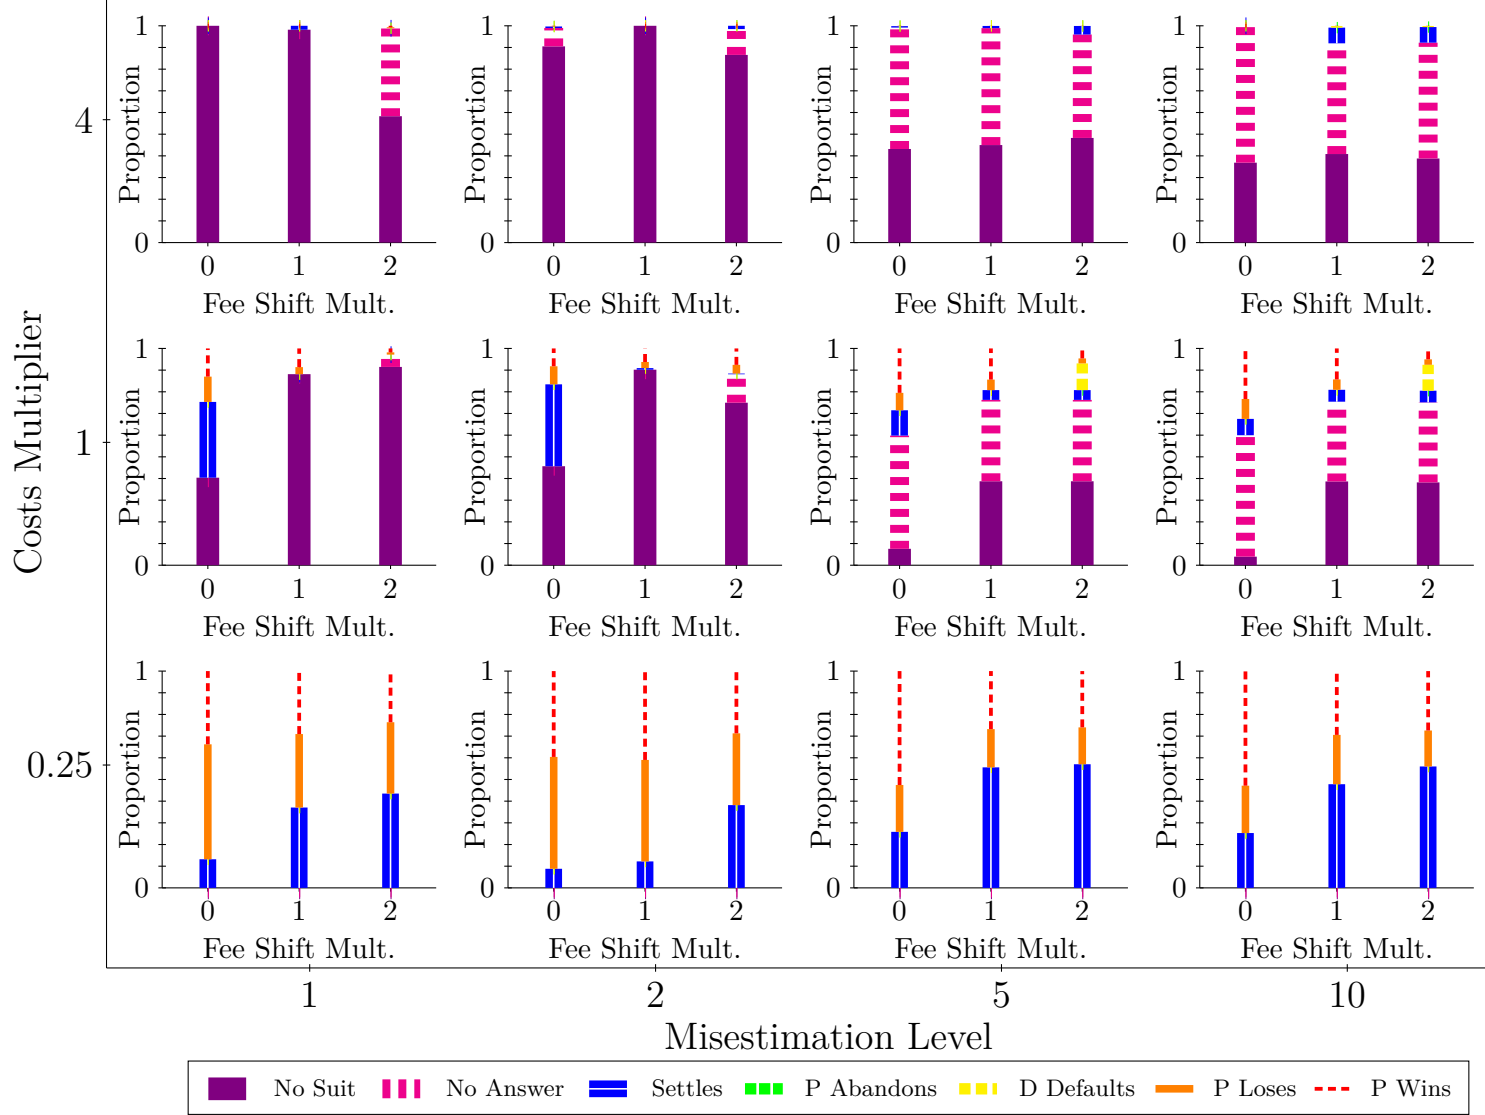 Costs Multiplier
4
1
0.25
1
Proportion
0
0 1 2
Fee Shift Mult.
1
Proportion
0
0 1 2
Fee Shift Mult.
1
Proportion
0
0 1 2
Fee Shift Mult.
1
Proportion
0
0 1 2
Fee Shift Mult.
1
Proportion
0
0 1 2
Fee Shift Mult.
1
Proportion
0
0 1 2
Fee Shift Mult.
1
Proportion
0
0 1 2
Fee Shift Mult.
1
Proportion
0
0 1 2
Fee Shift Mult.
1
Proportion
0
0 1 2
Fee Shift Mult.
1
Proportion
0
0 1 2
Fee Shift Mult.
1
Proportion
0
0 1 2
Fee Shift Mult.
1
Proportion
0
0 1 2
Fee Shift Mult.
1 2 5 10
Misestimation Level
No Suit No Answer Settles P Abandons D Defaults P Loses P Wins